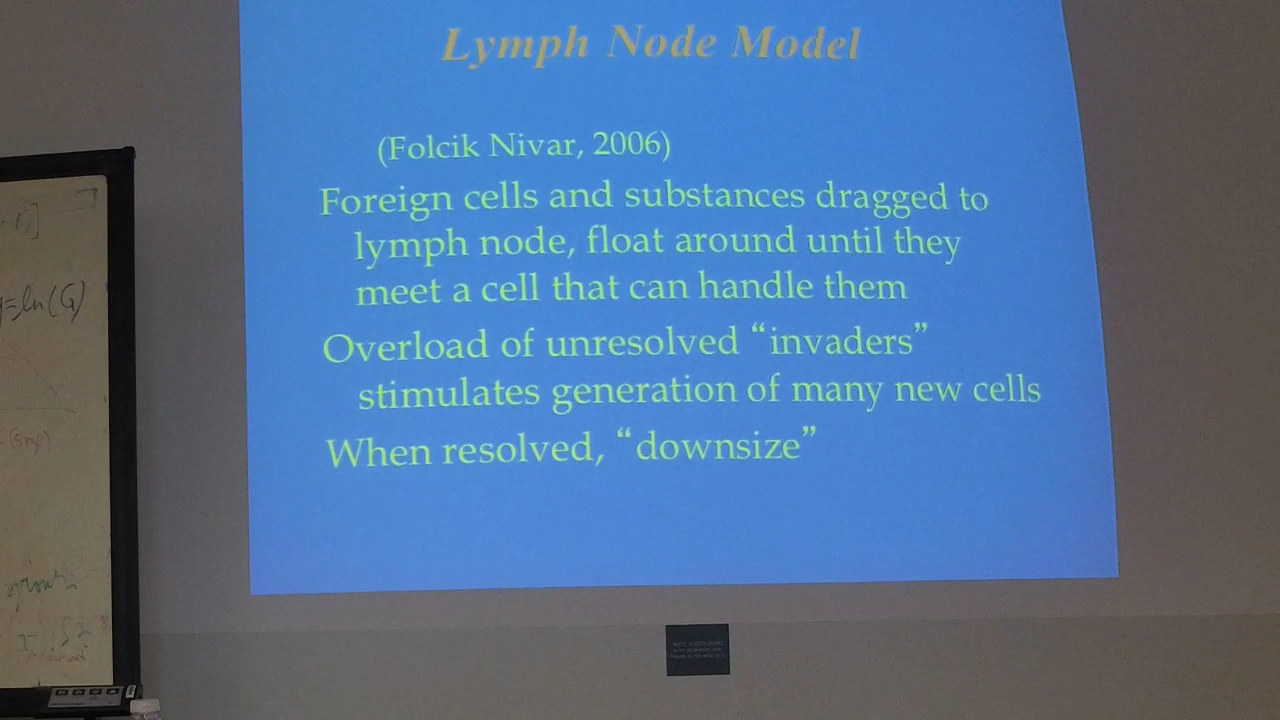 Lymph Node Model
(Folcik Nivar, 2006)
Foreign cells and substances dragged to
lymph node, float around until they
meet a cell that can handle them
Overload of unresolved “invaders”
stimulates generation of many new cells
When resolved, “downsize”
=ln(G)